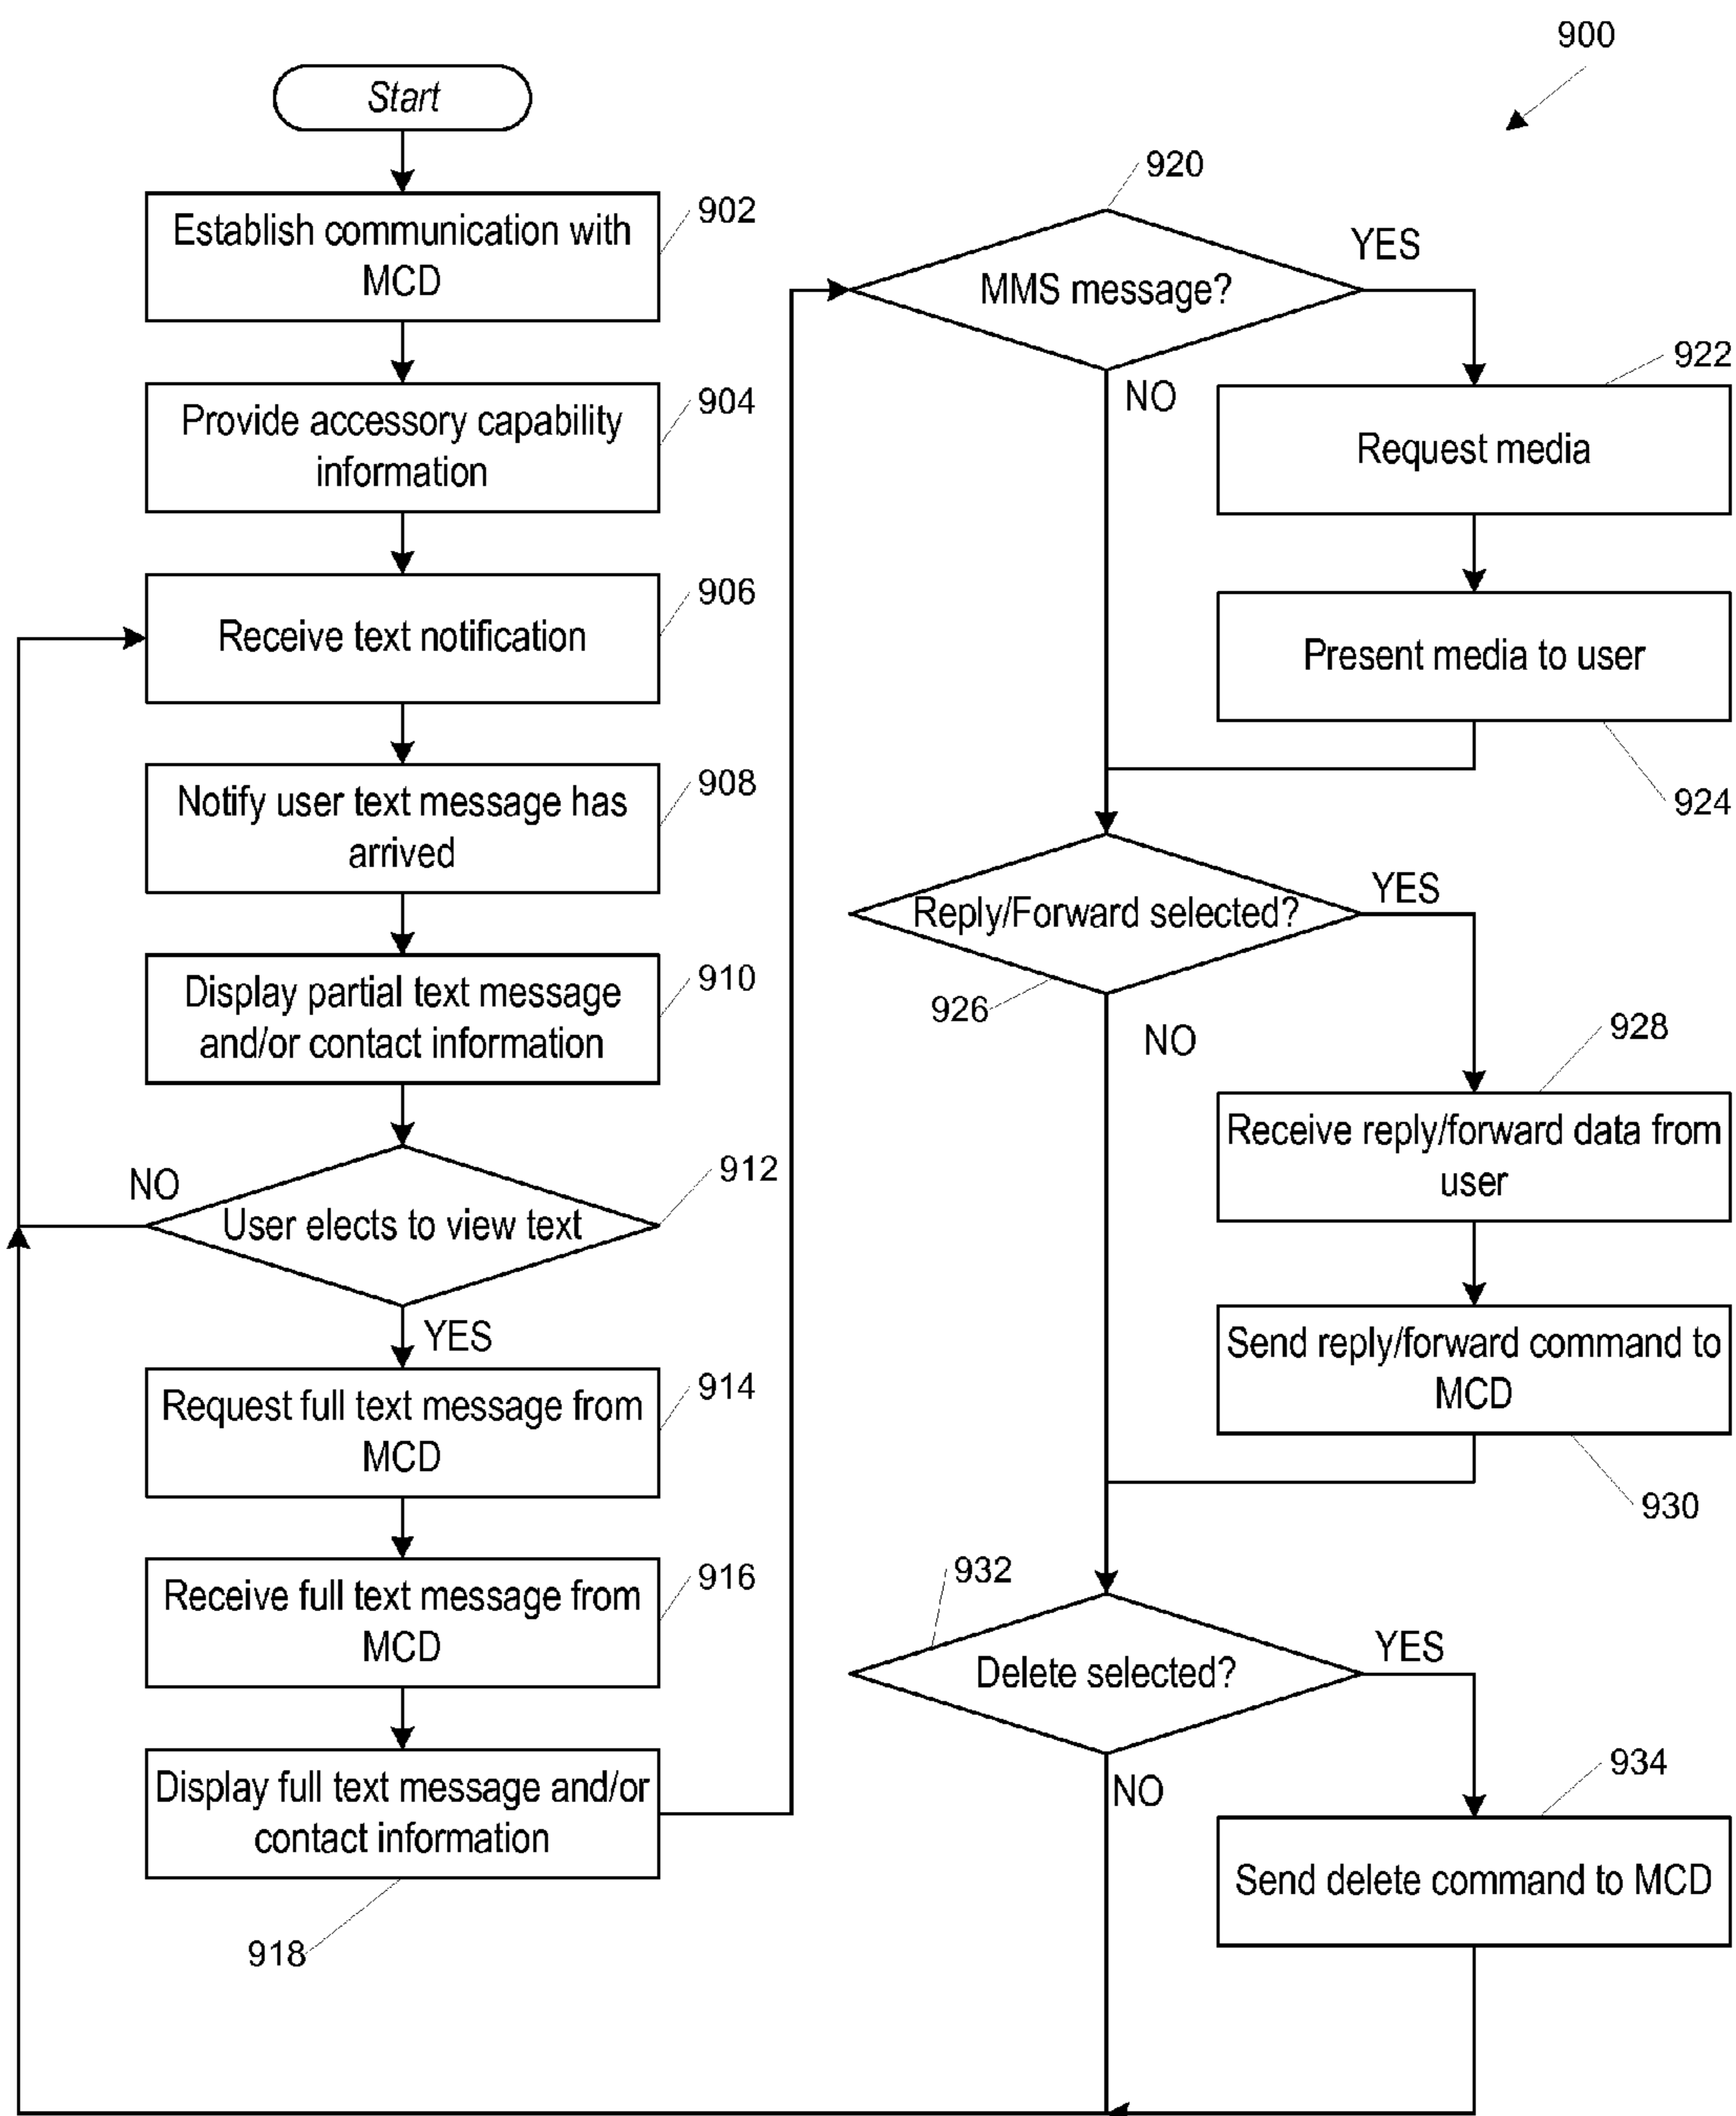 900
Start
Establish communication with
MCD
902
Provide accessory capability
information
904
Receive text notification
906
Notify user text message has
arrived
908
Display partial text message
and/or contact information
910
NO
User elects to view text
912
YES
Request full text message from
MCD
914
Receive full text message from
MCD
916
Display full text message and/or
contact information
918
920
MMS message?
YES
NO
922
Request media
Present media to user
924
Reply/Forward selected?
YES
926
NO
928
Receive reply/forward data from
user
Send reply/forward command to
MCD
930
932
Delete selected?
YES
NO
934
Send delete command to MCD